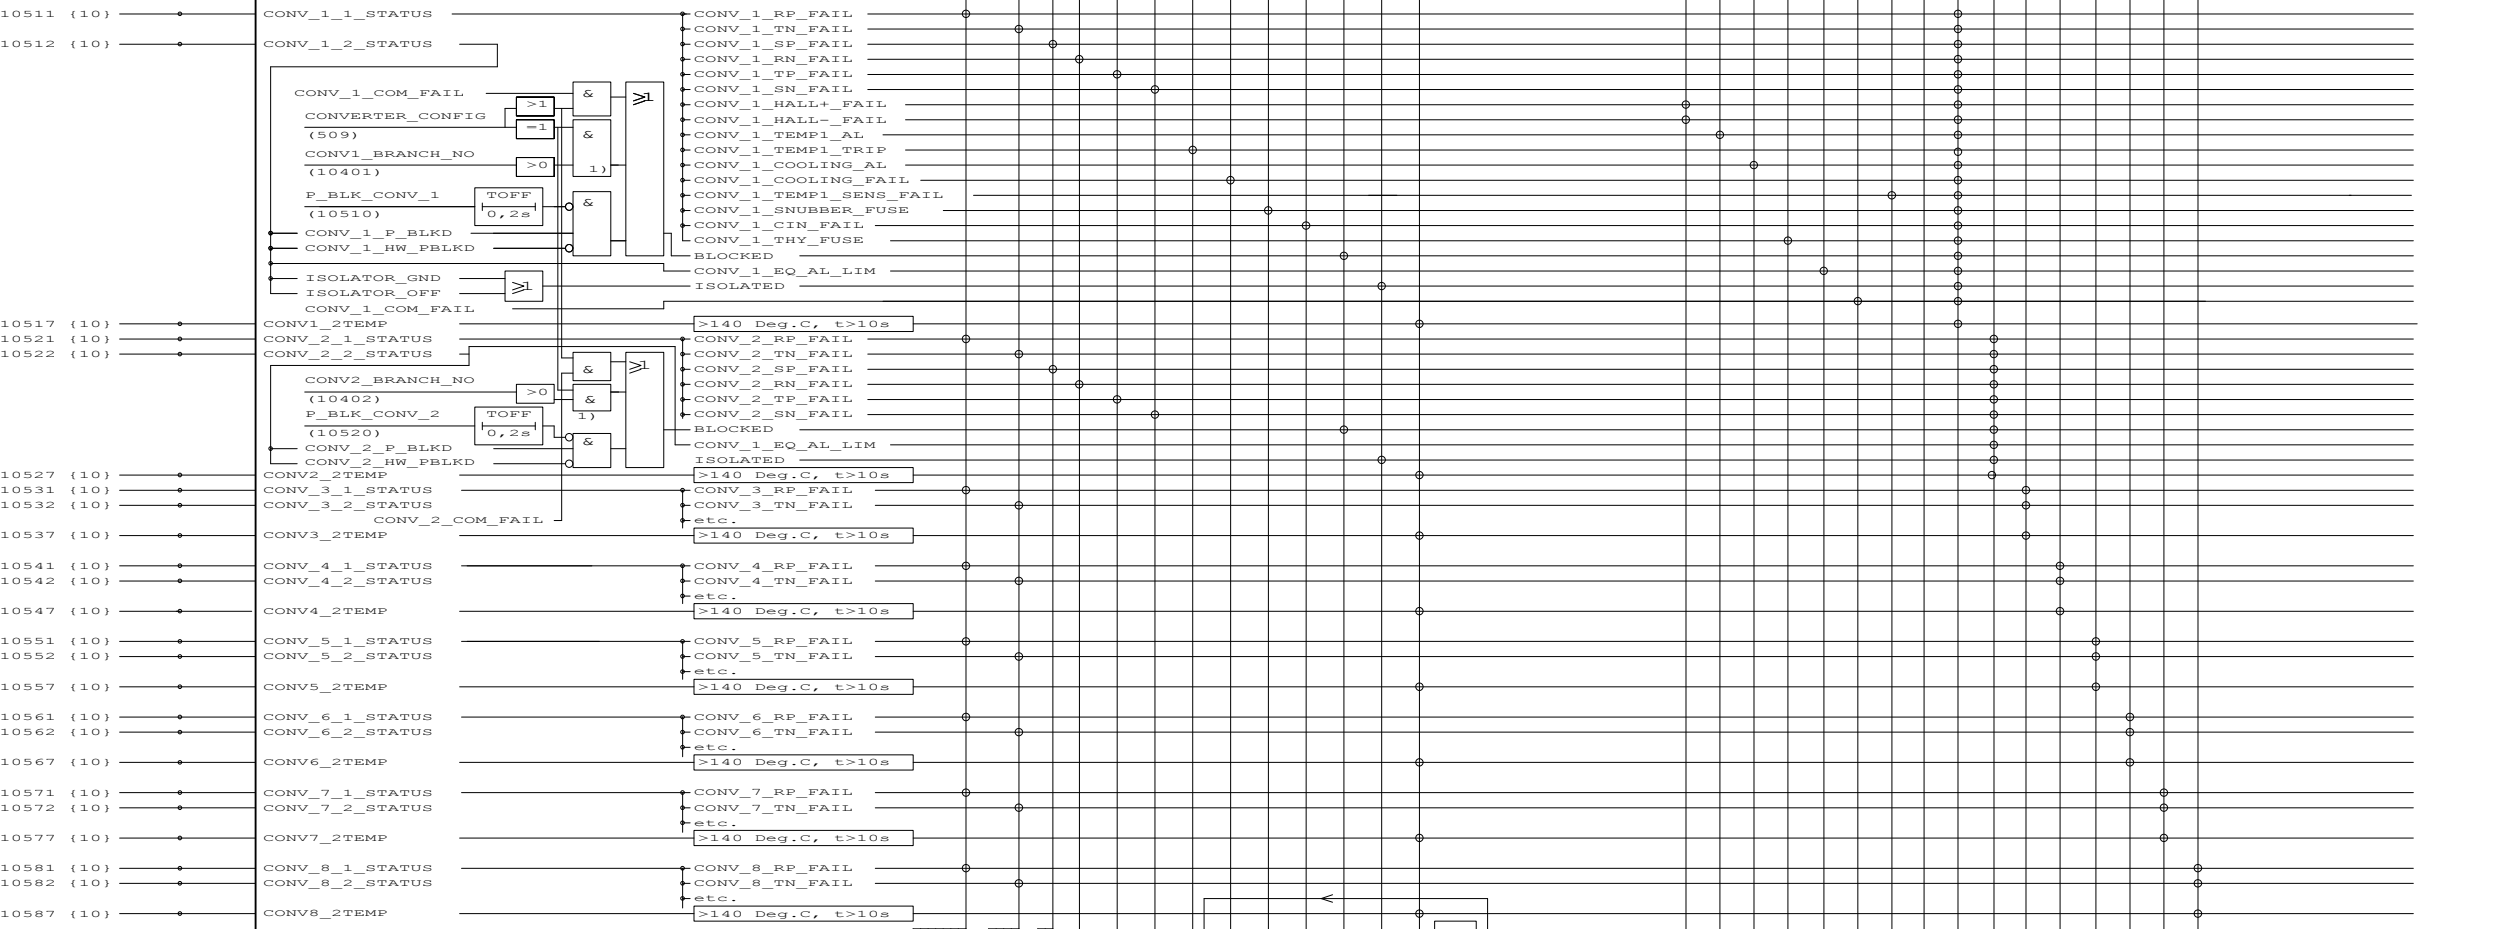 10511 {10} CONV_1_1_STATUS CONV_1_RP_FAIL
CONV_1_TN_FAIL
10512 {10} CONV_1_2_STATUS CONV_1_SP_FAIL
CONV_1_RN_FAIL
CONV_1_TP_FAIL
CONV_1_COM_FAIL & ≥1 CONV_1_SN_FAIL
>1 CONV_1_HALL+_FAIL
CONVERTER_CONFIG CONV_1_HALL-_FAIL
(509) =1 & CONV_1_TEMP1_AL
CONV1_BRANCH_NO CONV_1_TEMP1_TRIP
>0 1) CONV_1_COOLING_AL
(10401) CONV_1_COOLING_FAIL
P_BLK_CONV_1 TOFF & CONV_1_TEMP1_SENS_FAIL
(10510) 0,2s CONV_1_SNUBBER_FUSE
CONV_1_CIN_FAIL
CONV_1_P_BLKD CONV_1_THY_FUSE
CONV_1_HW_PBLKD BLOCKED
CONV_1_EQ_AL_LIM
ISOLATOR_GND ≥1 ISOLATED
ISOLATOR_OFF
CONV_1_COM_FAIL
10517 {10} CONV1_2TEMP >140 Deg.C, t>10s
10521 {10} CONV_2_1_STATUS CONV_2_RP_FAIL
10522 {10} CONV_2_2_STATUS CONV_2_TN_FAIL
& ≥1 CONV_2_SP_FAIL
CONV2_BRANCH_NO >0 CONV_2_RN_FAIL
(10402) & CONV_2_TP_FAIL
P_BLK_CONV_2 TOFF 1) CONV_2_SN_FAIL
(10520) 0,2s BLOCKED
CONV_2_P_BLKD & CONV_1_EQ_AL_LIM
CONV_2_HW_PBLKD ISOLATED
10527 {10} CONV2_2TEMP >140 Deg.C, t>10s
10531 {10} CONV_3_1_STATUS CONV_3_RP_FAIL
10532 {10} CONV_3_2_STATUS CONV_3_TN_FAIL
CONV_2_COM_FAIL etc.
10537 {10} CONV3_2TEMP >140 Deg.C, t>10s
10541 {10} CONV_4_1_STATUS CONV_4_RP_FAIL
10542 {10} CONV_4_2_STATUS CONV_4_TN_FAIL
etc.
10547 {10} CONV4_2TEMP >140 Deg.C, t>10s
10551 {10} CONV_5_1_STATUS CONV_5_RP_FAIL
10552 {10} CONV_5_2_STATUS CONV_5_TN_FAIL
etc.
10557 {10} CONV5_2TEMP >140 Deg.C, t>10s
10561 {10} CONV_6_1_STATUS CONV_6_RP_FAIL
10562 {10} CONV_6_2_STATUS CONV_6_TN_FAIL
etc.
10567 {10} CONV6_2TEMP >140 Deg.C, t>10s
10571 {10} CONV_7_1_STATUS CONV_7_RP_FAIL
10572 {10} CONV_7_2_STATUS CONV_7_TN_FAIL
etc.
10577 {10} CONV7_2TEMP >140 Deg.C, t>10s
10581 {10} CONV_8_1_STATUS CONV_8_RP_FAIL
10582 {10} CONV_8_2_STATUS CONV_8_TN_FAIL
etc.
10587 {10} CONV8_2TEMP >140 Deg.C, t>10s